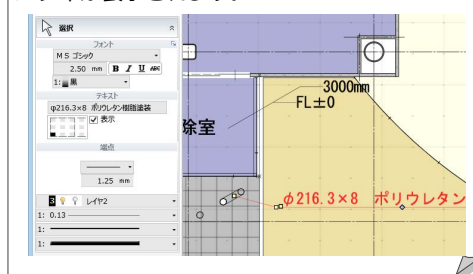 選択
フォント
ＭＳ ゴシック
2.50 mm B I U ABC
1: 黒
テキスト
φ216.3×8 ポリウレタン樹脂塗装
表示
端点
1.25 mm
3 レイヤ2
1: 0.13
1:
1:
3000mm
FL±0
除室
φ216.3×8 ポリウレタン